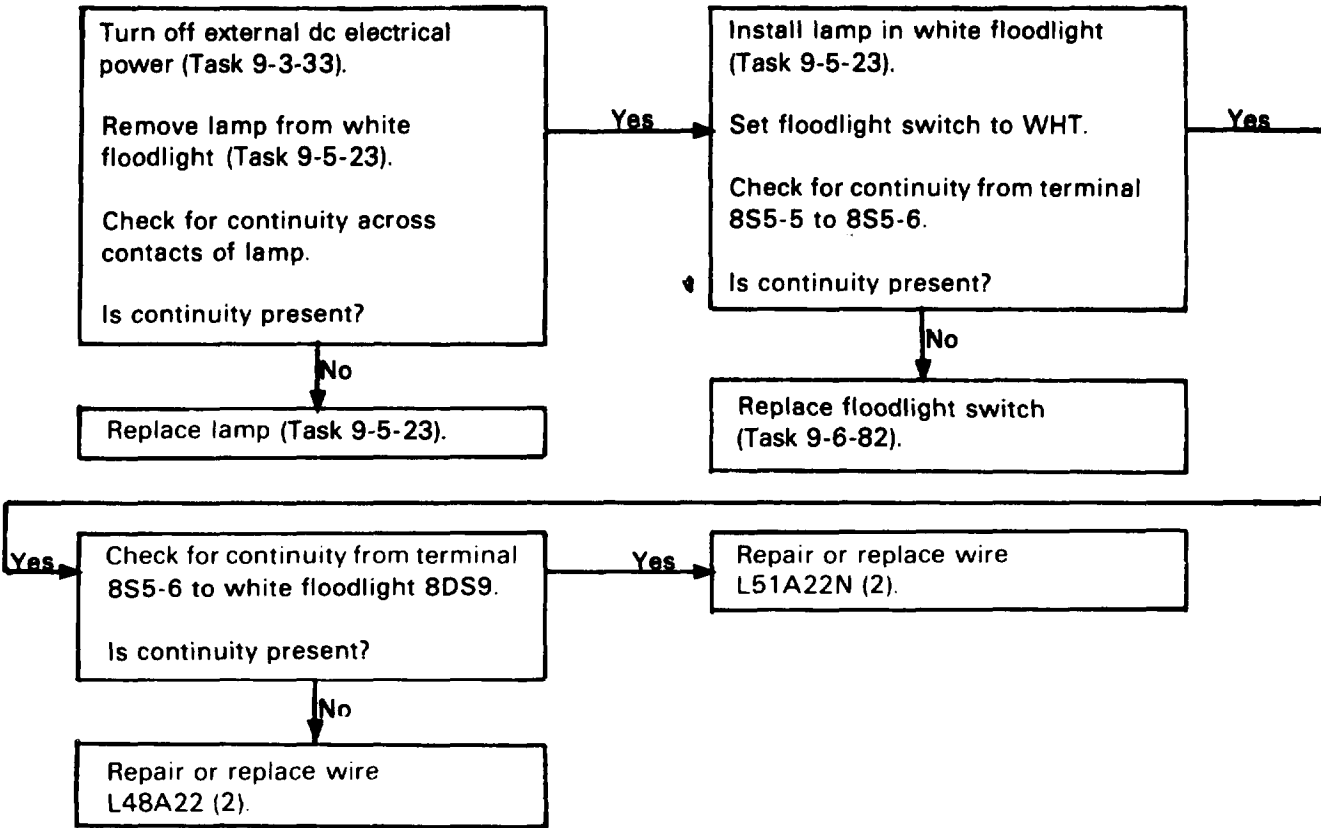 Turn off external dc electrical
power (Task 9-3-33).
Remove lamp from white
floodlight (Task 9-5-23).
Check for continuity across
contacts of lamp.
Is continuity present?
Yes
No
Replace lamp (Task 9-5-23).
Install lamp in white floodlight
(Task 9-5-23).
Set floodlight switch to WHT.
Check for continuity from terminal
8S5-5 to 8S5-6.
Is continuity present?
Yes
No
Replace floodlight switch
(Task 9-6-82).
Yes
Check for continuity from terminal
8S5-6 to white floodlight 8DS9.
Is continuity present?
Yes
Repair or replace wire
L51A22N (2).
No
Repair or replace wire
L48A22 (2).